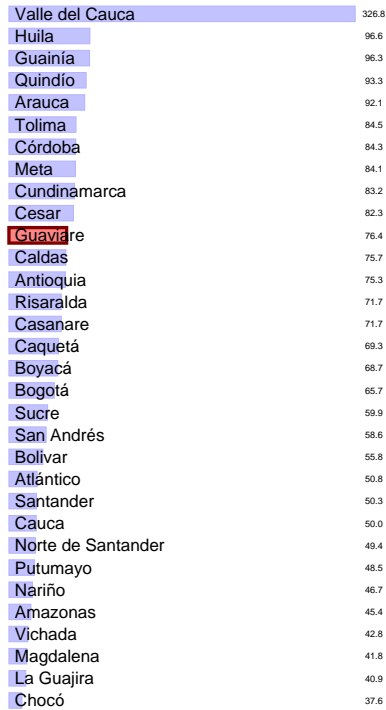 Valle del Cauca 326.8
Huila 96.6
Guainía 96.3
Quindío 93.3
Arauca 92.1
Tolima 84.5
Córdoba 84.3
Meta 84.1
Cundinamarca 83.2
Cesar 82.3
Guaviare 76.4
Caldas 75.7
Antioquia 75.3
Risaralda 71.7
Casanare 71.7
Caquetá 69.3
Boyacá 68.7
Bogotá 65.7
Sucre 59.9
San Andrés 58.6
Bolivar 55.8
Atlántico 50.8
Santander 50.3
Cauca 50.0
Norte de Santander 49.4
Putumayo 48.5
Nariño 46.7
Amazonas 45.4
Vichada 42.8
Magdalena 41.8
La Guajira 40.9
Chocó 37.6